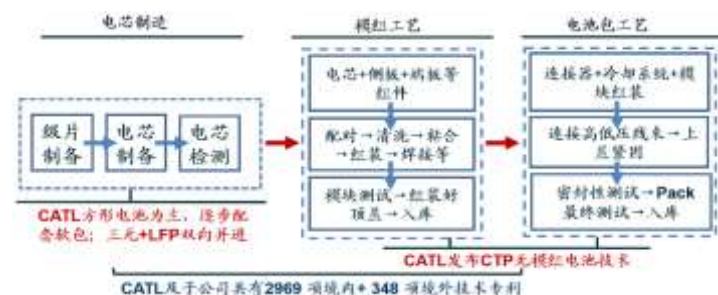 电芯制造
模组工艺
电池包工艺
极片
制备
电芯
制备
电芯
检测
电芯+侧板+端板等
组件
配对→清洗→粘合
→组装→焊接等
模块测试→组装好
顶盖→入库
连接器+冷却系统+模
块组装
连接高低压线束→上
盖紧固
密封性测试→Pack
最终测试→入库
CATL方形电池为主，逐步配
套软包；三元+LFP双向并进
CATL发布CTP无模组电池技术
CATL及子公司共有2969 项境内+ 348 项境外技术专利